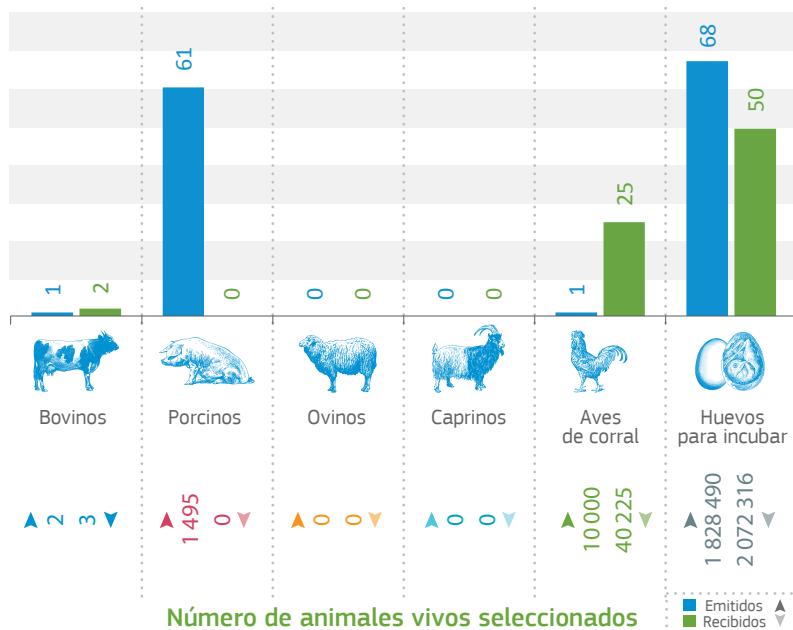 1
2
61
0
0
0
0
0
1
25
68
50
Bovinos
Porcinos
Ovinos
Caprinos
Aves
de corral
Huevos
para incubar
2
3
1 495
0
0
0
0
0
10 000
40 225
1 828 490
2 072 316
Número de animales vivos seleccionados
Emitidos
Recibidos